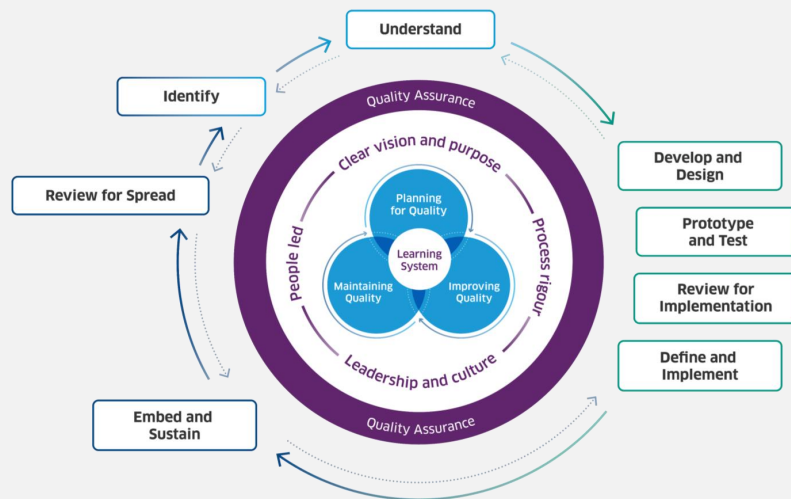 Understand
Identify
Quality Assurance
Clear vision and purpose
Develop and
Design
Review for Spread
Planning
for Quality
Prototype
and Test
People led
Process rigour
Learning
System
Maintaining
Quality
Improving
Quality
Review for
Implementation
Leadership and culture
Define and
Implement
Embed and
Sustain
Quality Assurance